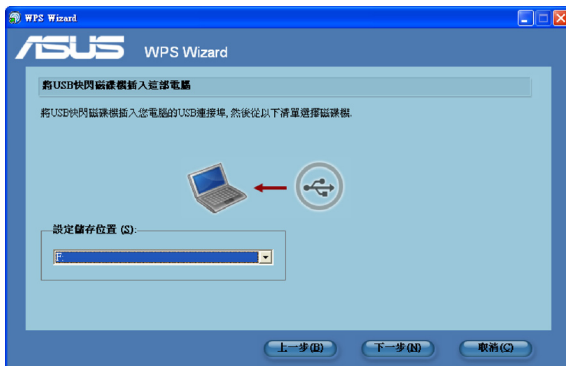 WPS Wizard
ASUS WPS Wizard
將USB快閃磁碟機插入這部電腦
將USB快閃磁碟機插入您電腦的USB連接埠, 然後從以下清單選擇磁碟機.
設定儲存位置 (S):
F:
上一步(B) 下一步(N) 取消(C)